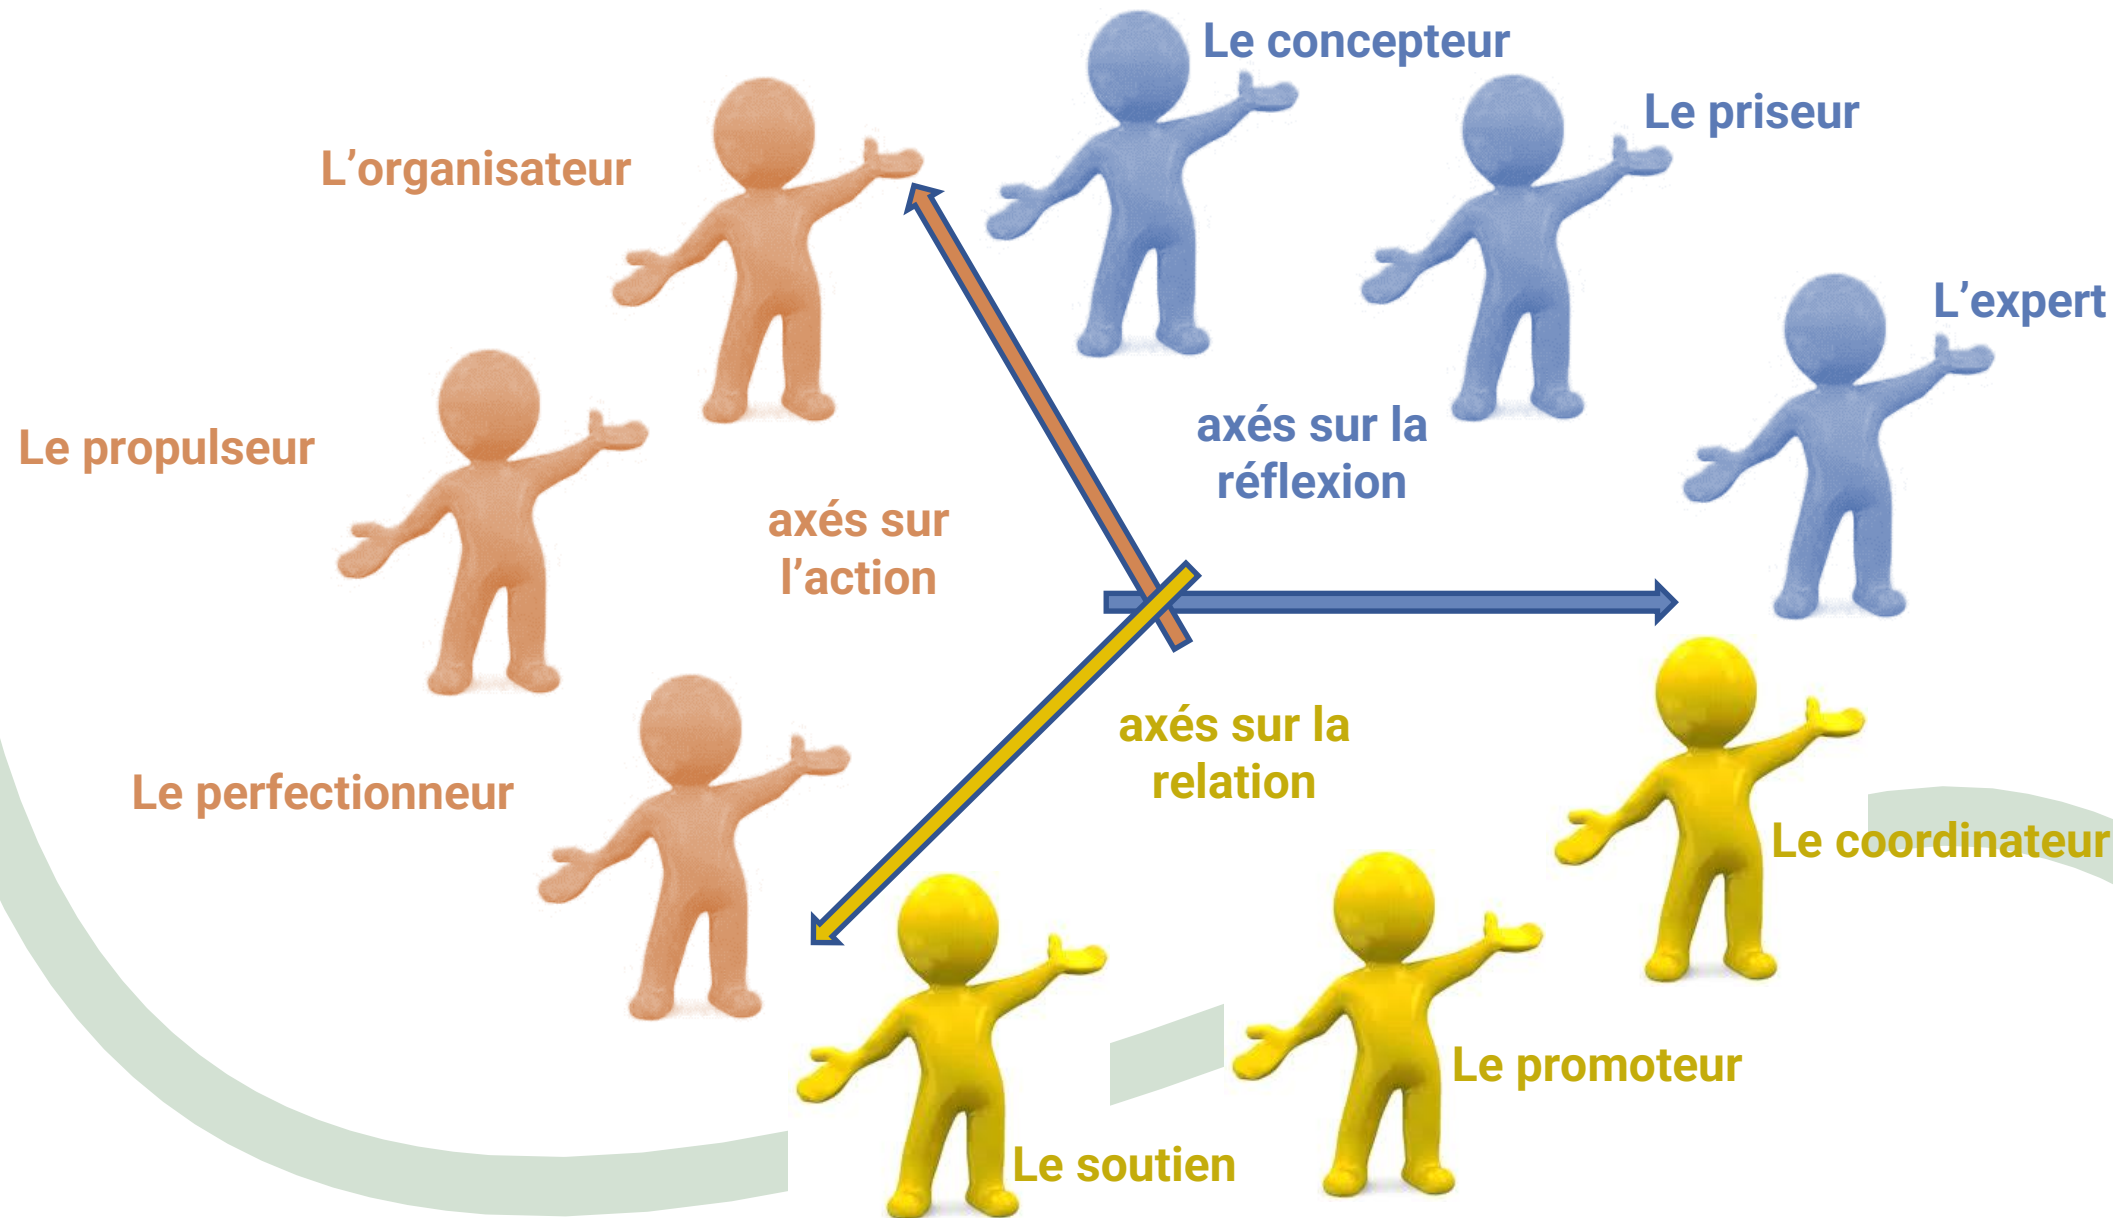 Le concepteur
Le priseur
L’organisateur
L’expert
axés sur la
réflexion
Le propulseur
axés sur
l’action
axés sur la
relation
Le perfectionneur
Le coordinateur
Le promoteur
Le soutien